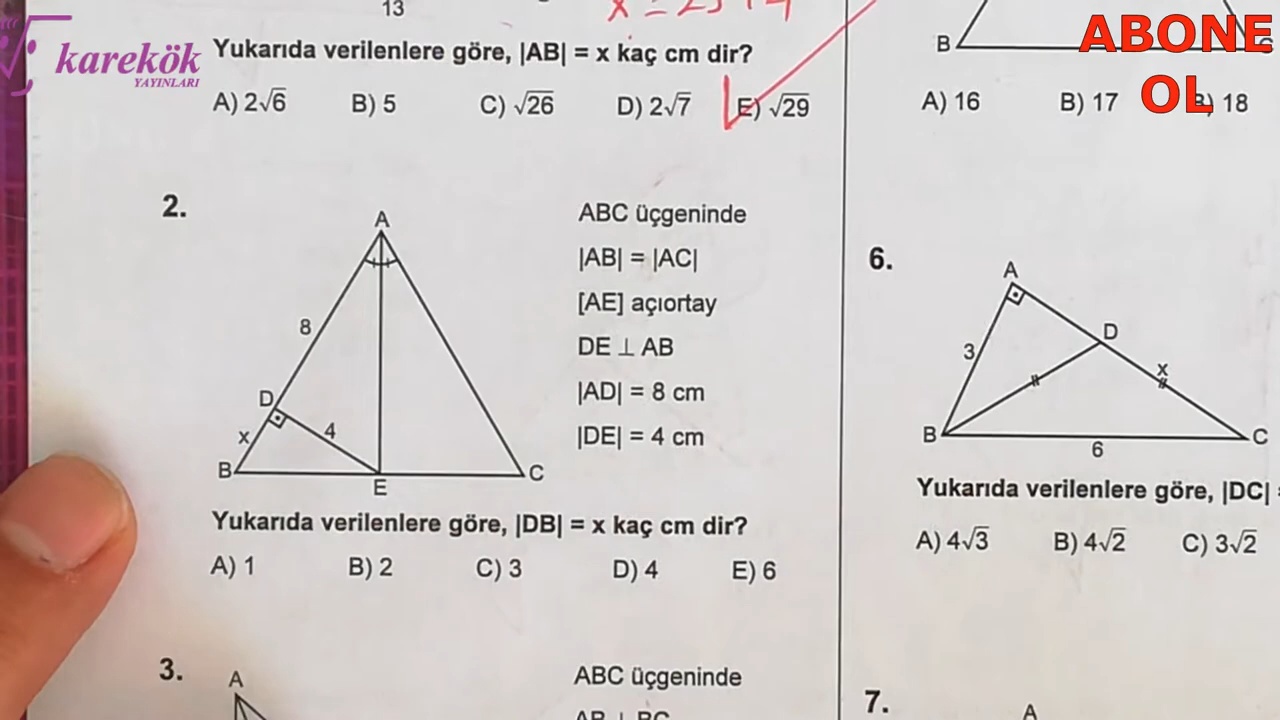 13
karekök
YAYINLARI
Yukarıda verilenlere göre, |AB| = x kaç cm dir?
A) 2√6 B) 5 C) √26 D) 2√7 E) √29
2.
A
8
D
4
x
B
E
C
ABC üçgeninde
|AB| = |AC|
[AE] açıortay
DE ⊥ AB
|AD| = 8 cm
|DE| = 4 cm
Yukarıda verilenlere göre, |DB| = x kaç cm dir?
A) 1 B) 2 C) 3 D) 4 E) 6
3.
A
ABC üçgeninde
B
ABONE
OL
A) 16 B) 17 18
6.
A
D
3
x
B
6
C
Yukarıda verilenlere göre, |DC|
A) 4√3 B) 4√2 C) 3√2
7.
A